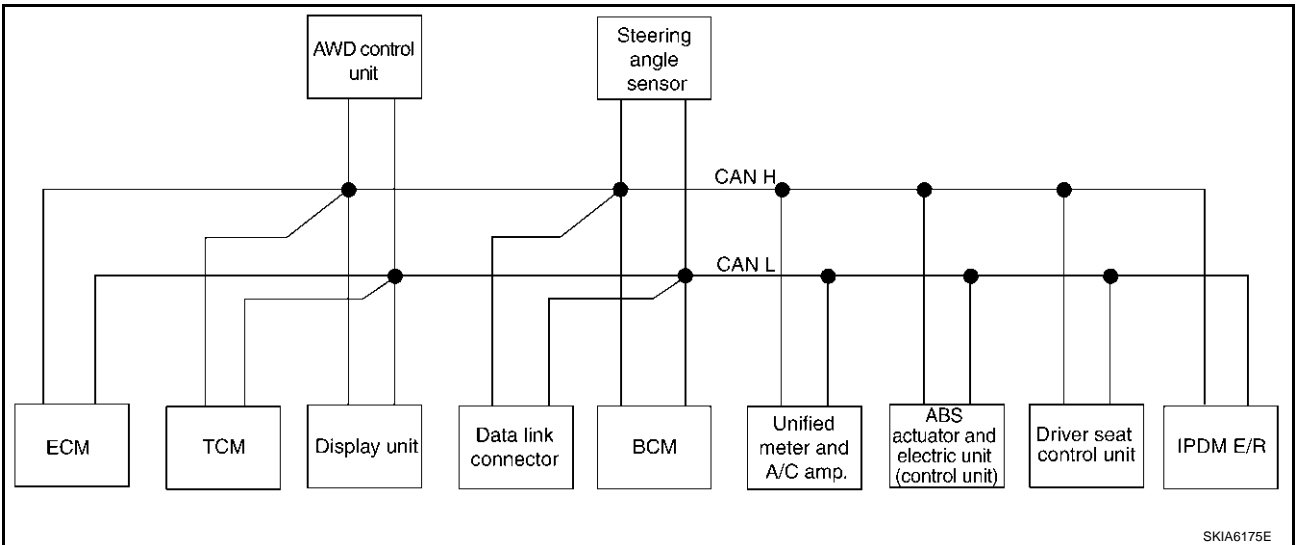 AWD control
unit
Steering
angle
sensor
CAN H
CAN L
ECM
TCM
Display unit
Data link
connector
BCM
Unified
meter and
A/C amp.
ABS
actuator and
electric unit
(control unit)
Driver seat
control unit
IPDM E/R
SKIA6175E